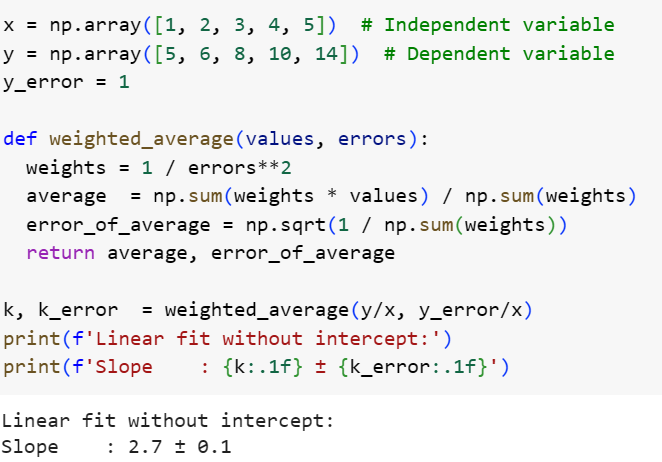 x = np.array([1, 2, 3, 4, 5])  # Independent variable
y = np.array([5, 6, 8, 10, 14])  # Dependent variable
y_error = 1

def weighted_average(values, errors):
  weights = 1 / errors**2
  average  = np.sum(weights * values) / np.sum(weights)
  error_of_average = np.sqrt(1 / np.sum(weights))
  return average, error_of_average

k, k_error  = weighted_average(y/x, y_error/x)
print(f'Linear fit without intercept:')
print(f'Slope    : {k:.1f} ± {k_error:.1f}')

Linear fit without intercept:
Slope    : 2.7 ± 0.1